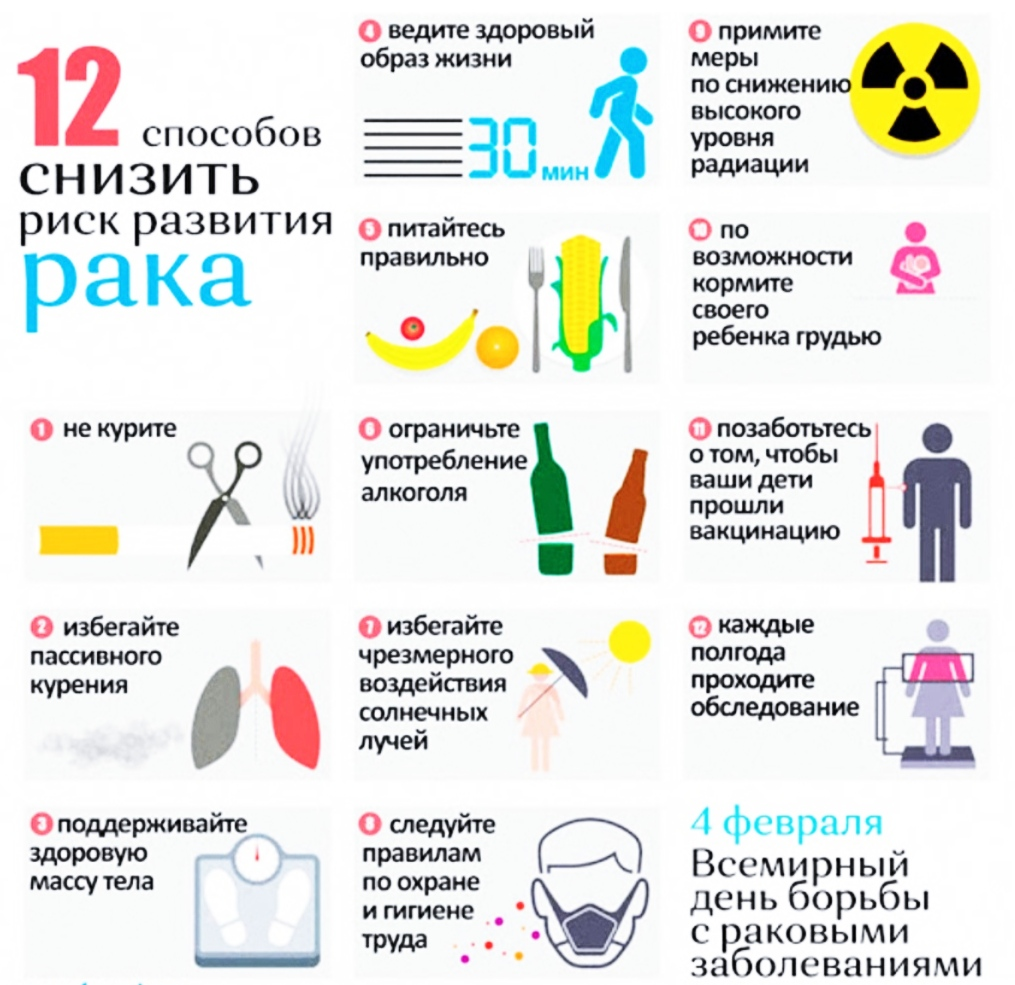 12 способов
снизить
риск развития
рака
1 не курите
2 избегайте
пассивного
курения
3 поддерживайте
здоровую
массу тела
4 ведите здоровый
образ жизни
30 мин
5 питайтесь
правильно
6 ограничьте
употребление
алкоголя
7 избегайте
чрезмерного
воздействия
солнечных
лучей
8 следуйте
правилам
по охране
и гигиене
труда
9 примите
меры
по снижению
высокого
уровня
радиации
10 по
возможности
кормите
своего
ребенка грудью
11 позаботьтесь
о том, чтобы
ваши дети
прошли
вакцинацию
12 каждые
полгода
проходите
обследование
4 февраля
Всемирный
день борьбы
с раковыми
заболеваниями